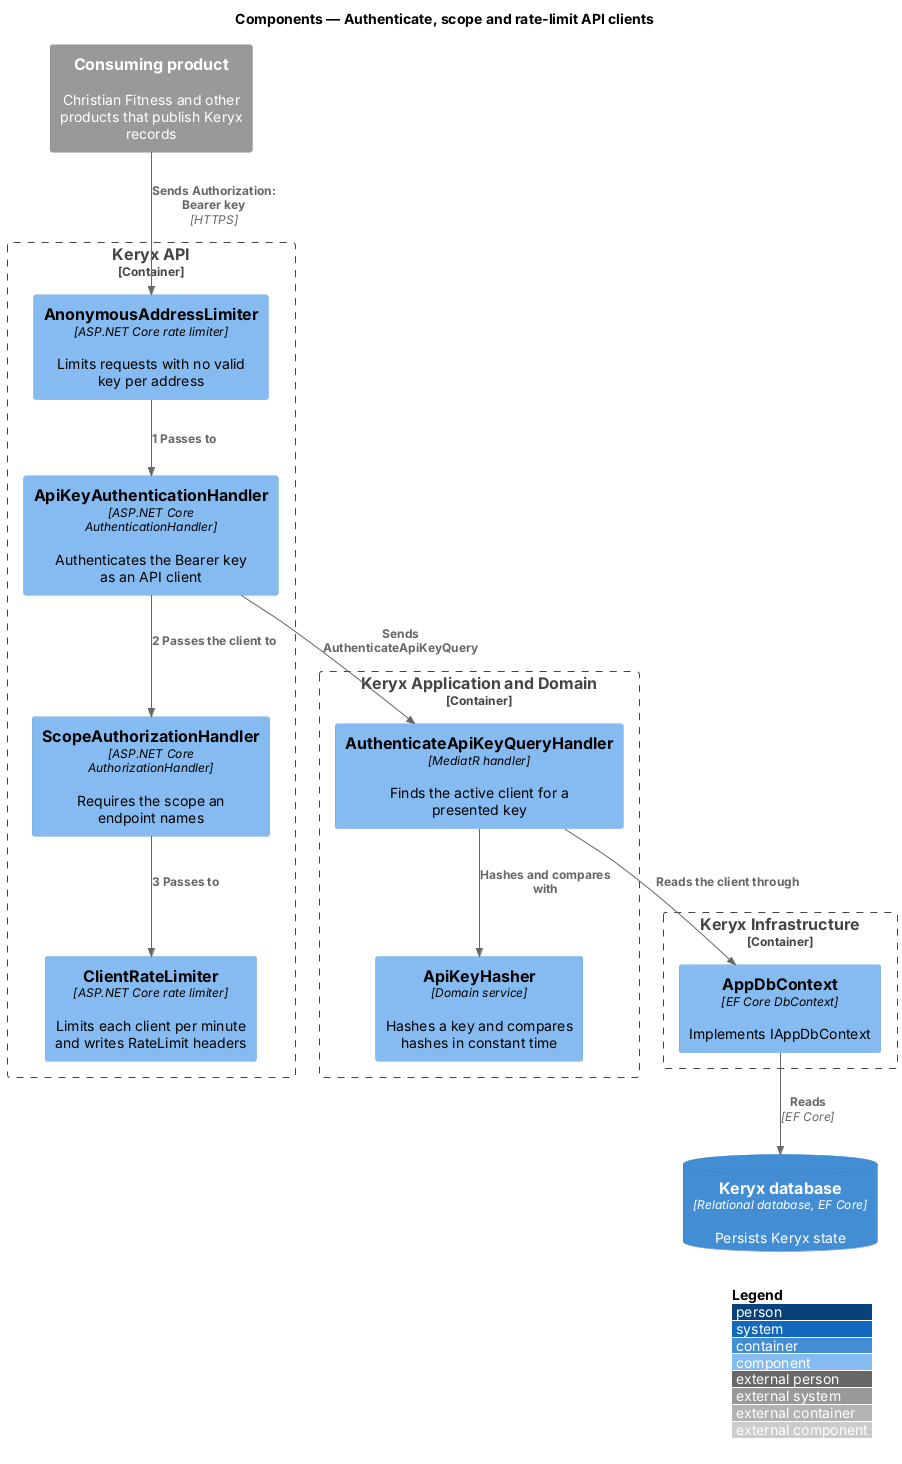 Components — Authenticate, scope and rate-limit API clients
Consuming product
Christian Fitness and other
products that publish Keryx
records
Sends Authorization:
Bearer key
[HTTPS]
Keryx API
[Container]
AnonymousAddressLimiter
[ASP.NET Core rate limiter]
Limits requests with no valid
key per address
1 Passes to
ApiKeyAuthenticationHandler
[ASP.NET Core
AuthenticationHandler]
Authenticates the Bearer key
as an API client
2 Passes the client to
Sends
AuthenticateApiKeyQuery
Keryx Application and Domain
[Container]
ScopeAuthorizationHandler
[ASP.NET Core
AuthorizationHandler]
Requires the scope an
endpoint names
AuthenticateApiKeyQueryHandler
[MediatR handler]
Finds the active client for a
presented key
3 Passes to
Hashes and compares
with
Reads the client through
Keryx Infrastructure
[Container]
ClientRateLimiter
[ASP.NET Core rate limiter]
Limits each client per minute
and writes RateLimit headers
ApiKeyHasher
[Domain service]
Hashes a key and compares
hashes in constant time
AppDbContext
[EF Core DbContext]
Implements IAppDbContext
Reads
[EF Core]
Keryx database
[Relational database, EF Core]
Persists Keryx state
Legend
person
system
container
component
external person
external system
external container
external component